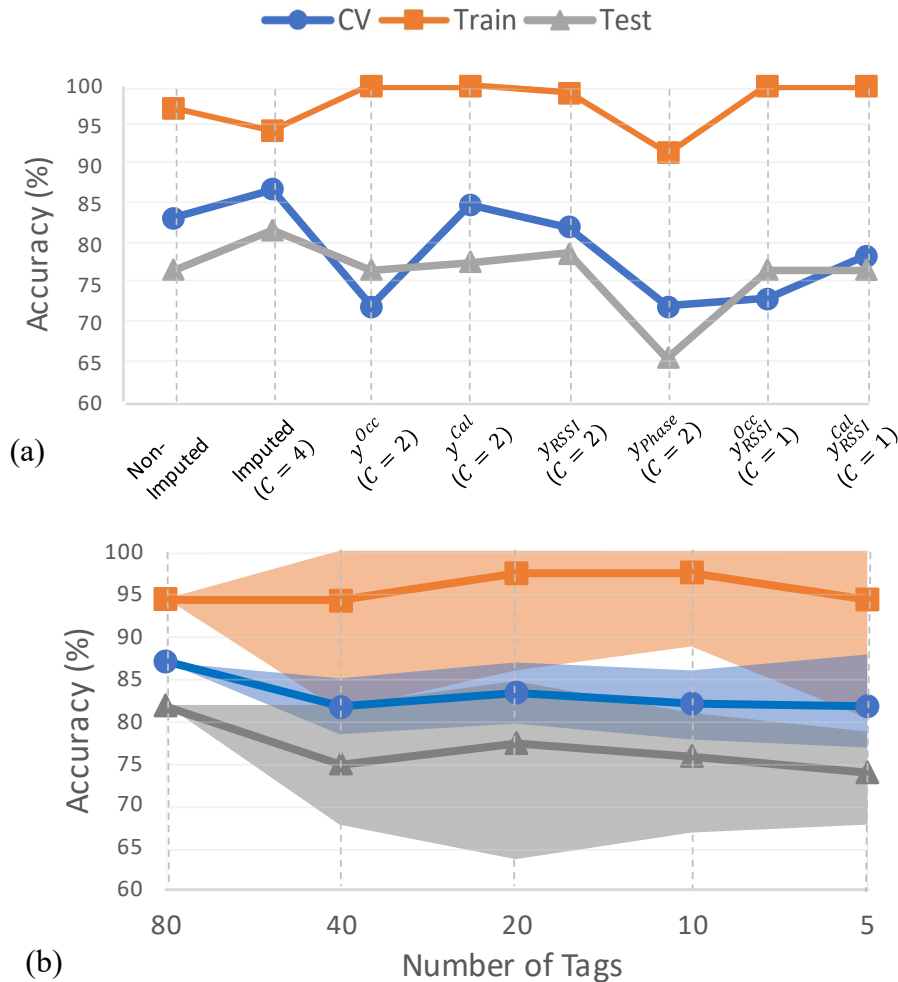 CV Train Test
Accuracy (%)
100
95
90
85
80
75
70
65
60
(a)
Non-
Imputed
Imputed
(C = 4)
y^Occ
(C = 2)
y^Cal
(C = 2)
y_RSSI
(C = 2)
y_Phase
(C = 2)
y^Occ_RSSI
(C = 1)
y^Cal_RSSI
(C = 1)
Accuracy (%)
100
95
90
85
80
75
70
65
60
80 40 20 10 5
(b)
Number of Tags